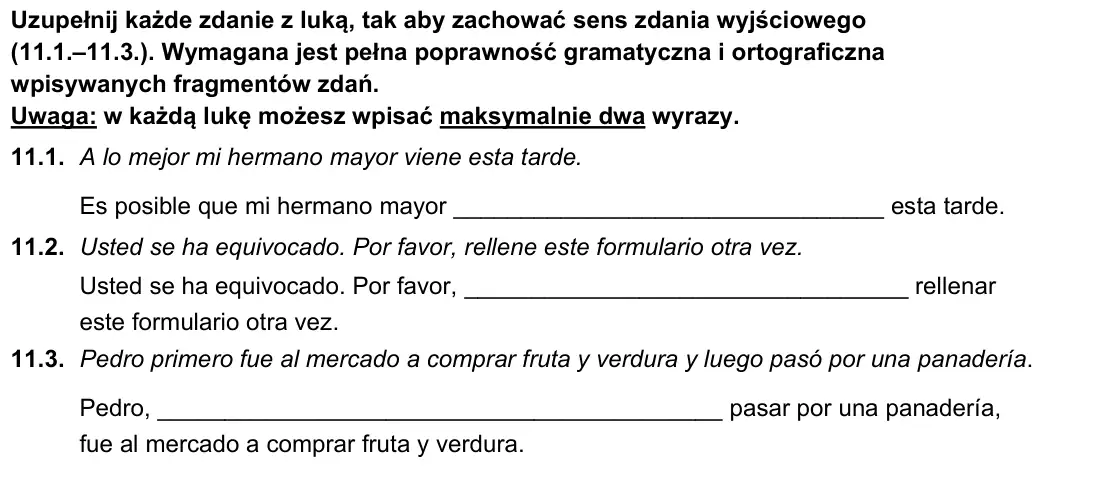 Uzupełnij każde zdanie z luką, tak aby zachować sens zdania wyjściowego
(11.1.–11.3.). Wymagana jest pełna poprawność gramatyczna i ortograficzna
wpisywanych fragmentów zdań.
Uwaga: w każdą lukę możesz wpisać maksymalnie dwa wyrazy.
11.1. A lo mejor mi hermano mayor viene esta tarde.
Es posible que mi hermano mayor ________________________________ esta tarde.
11.2. Usted se ha equivocado. Por favor, rellene este formulario otra vez.
Usted se ha equivocado. Por favor, _________________________________ rellenar
este formulario otra vez.
11.3. Pedro primero fue al mercado a comprar fruta y verdura y luego pasó por una panadería.
Pedro, __________________________________________ pasar por una panadería,
fue al mercado a comprar fruta y verdura.